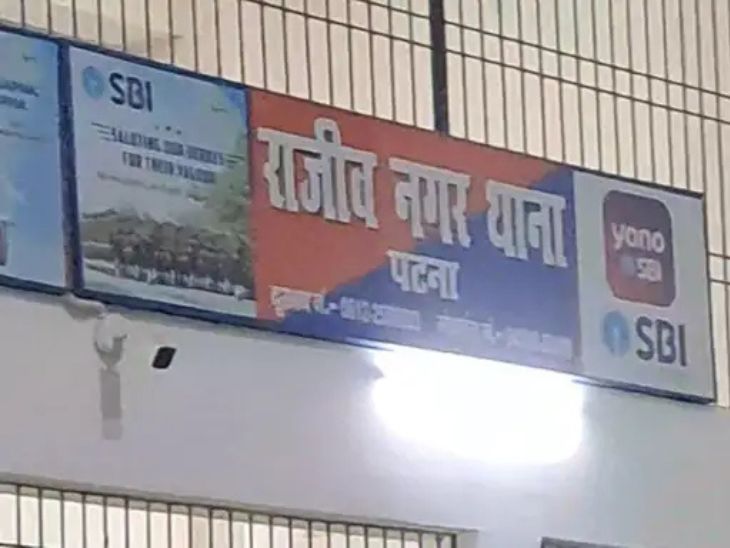 SBI
SALUTING OUR HEROES
FOR THEIR VALOUR
राजीव नगर थाना
पटना
yono
SBI
SBI